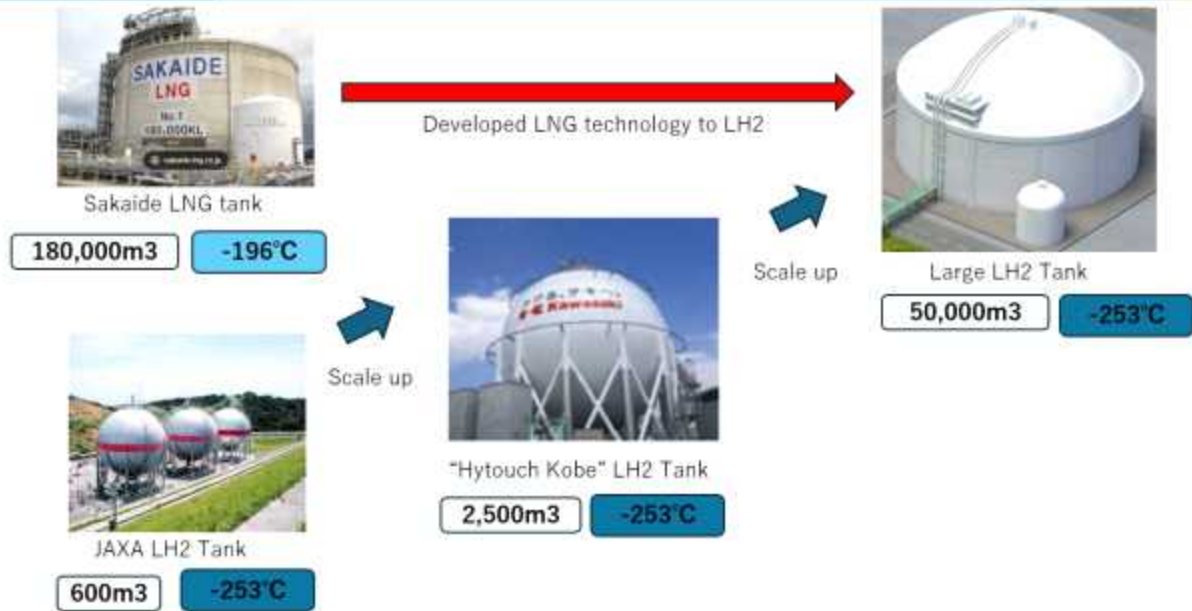 SAKAIDE
LNG
No.1
180,000KL
Developed LNG technology to LH2
Sakaide LNG tank
180,000m3 -196℃
Scale up
Large LH2 Tank
50,000m3 -253℃
Kawasaki
Scale up
"Hytouch Kobe" LH2 Tank
2,500m3 -253℃
JAXA LH2 Tank
600m3 -253℃